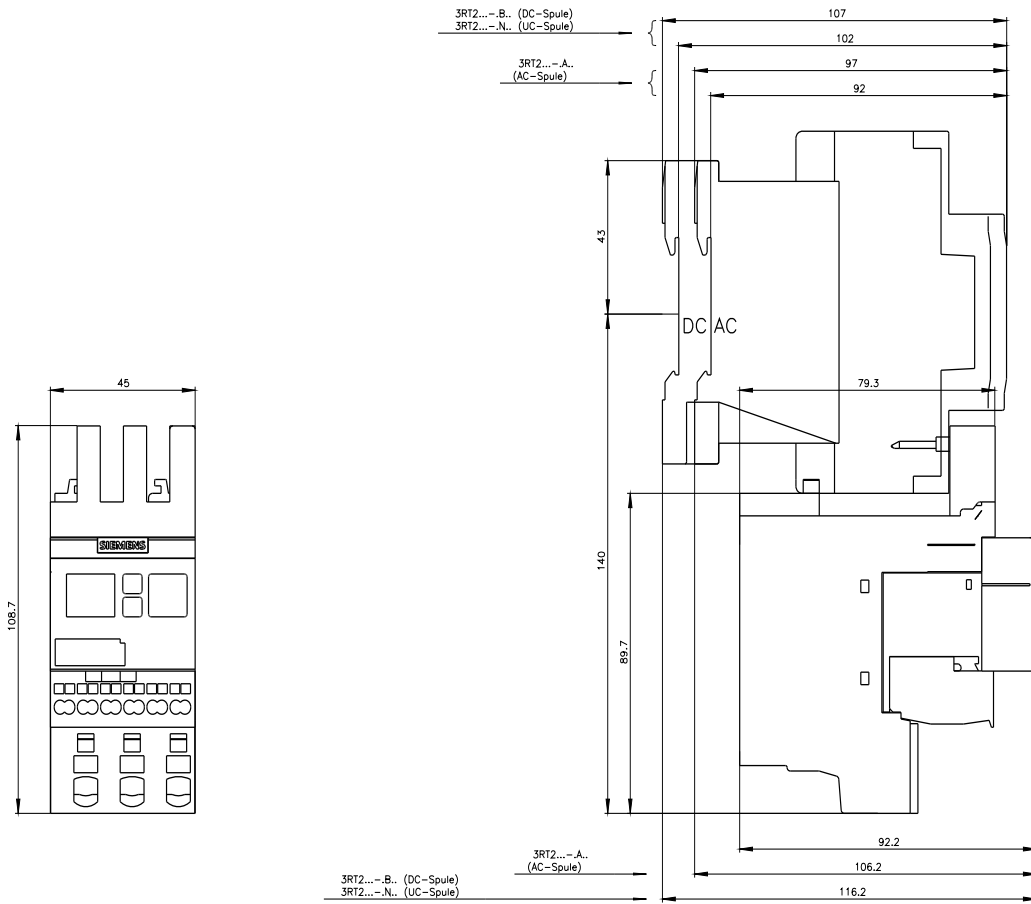 3RT2...-.B.. (DC-Spule)
3RT2...-.N.. (UC-Spule)
107
102
3RT2...-.A..
(AC-Spule)
97
92
43
DC AC
45
79.3
SIEMENS
108.7
140
89.7
92.2
3RT2...-.A..
(AC-Spule)
106.2
3RT2...-.B.. (DC-Spule)
3RT2...-.N.. (UC-Spule)
116.2